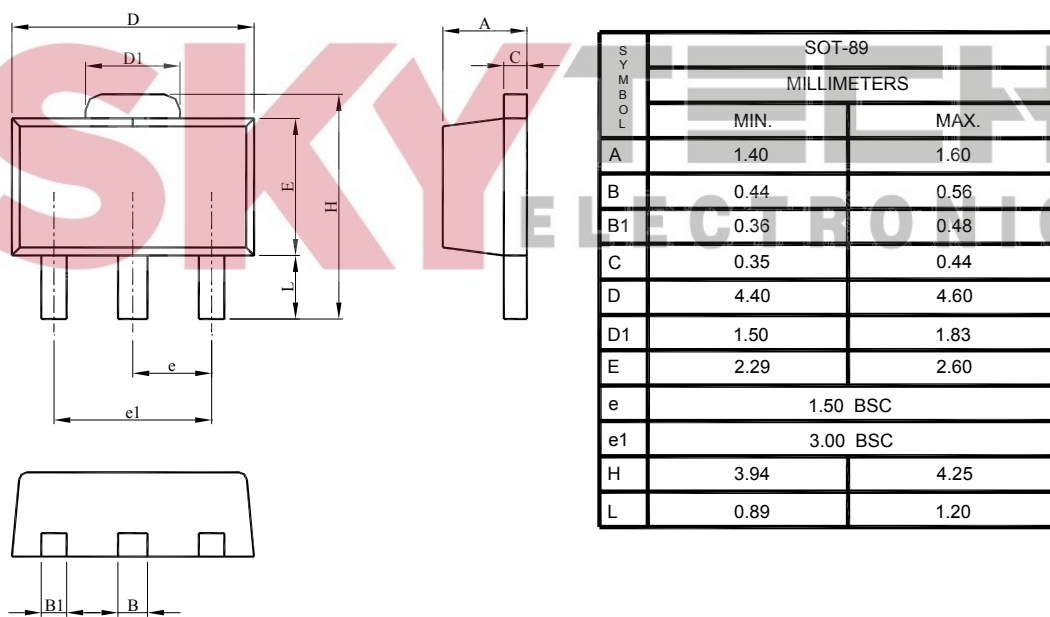 D
D1
E
H
L
e
e1
B1 B
A
C
SYMBOL
SOT-89
MILLIMETERS
MIN. MAX.
A 1.40 1.60
B 0.44 0.56
B1 0.36 0.48
C 0.35 0.44
D 4.40 4.60
D1 1.50 1.83
E 2.29 2.60
e 1.50 BSC
e1 3.00 BSC
H 3.94 4.25
L 0.89 1.20
SKYTECH
ELECTRONIC